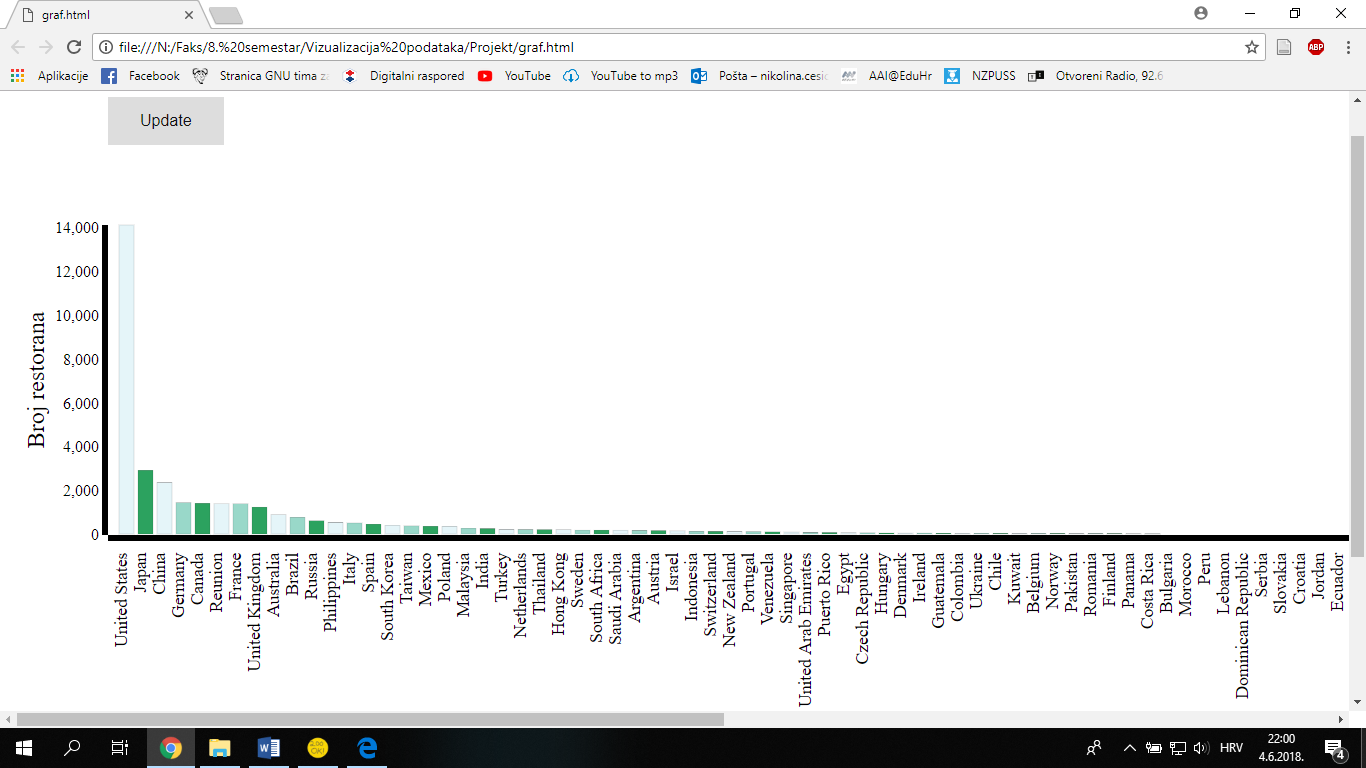 graf.html
file:///N:/Faks/8.%20semestar/Vizualizacija%20podataka/Projekt/graf.html
ABP
Aplikacije Facebook Stranica GNU tima z Digitalni raspored YouTube YouTube to mp3 Pošta – nikolina.cesic AAI@EduHr NZPUSS Otvoreni Radio, 92.6
Update
Broj restorana
14,000
12,000
10,000
8,000
6,000
4,000
2,000
0
United States
Japan
China
Germany
Canada
Reunion
France
United Kingdom
Australia
Brazil
Russia
Philippines
Italy
Spain
South Korea
Taiwan
Mexico
Poland
Malaysia
India
Turkey
Netherlands
Thailand
Hong Kong
Sweden
South Africa
Saudi Arabia
Argentina
Austria
Israel
Indonesia
Switzerland
New Zealand
Portugal
Venezuela
Singapore
United Arab Emirates
Puerto Rico
Egypt
Czech Republic
Hungary
Denmark
Ireland
Guatemala
Colombia
Ukraine
Chile
Kuwait
Belgium
Norway
Pakistan
Romania
Finland
Panama
Costa Rica
Bulgaria
Morocco
Peru
Lebanon
Dominican Republic
Serbia
Slovakia
Croatia
Jordan
Ecuador
HRV
22:00
4.6.2018.
4